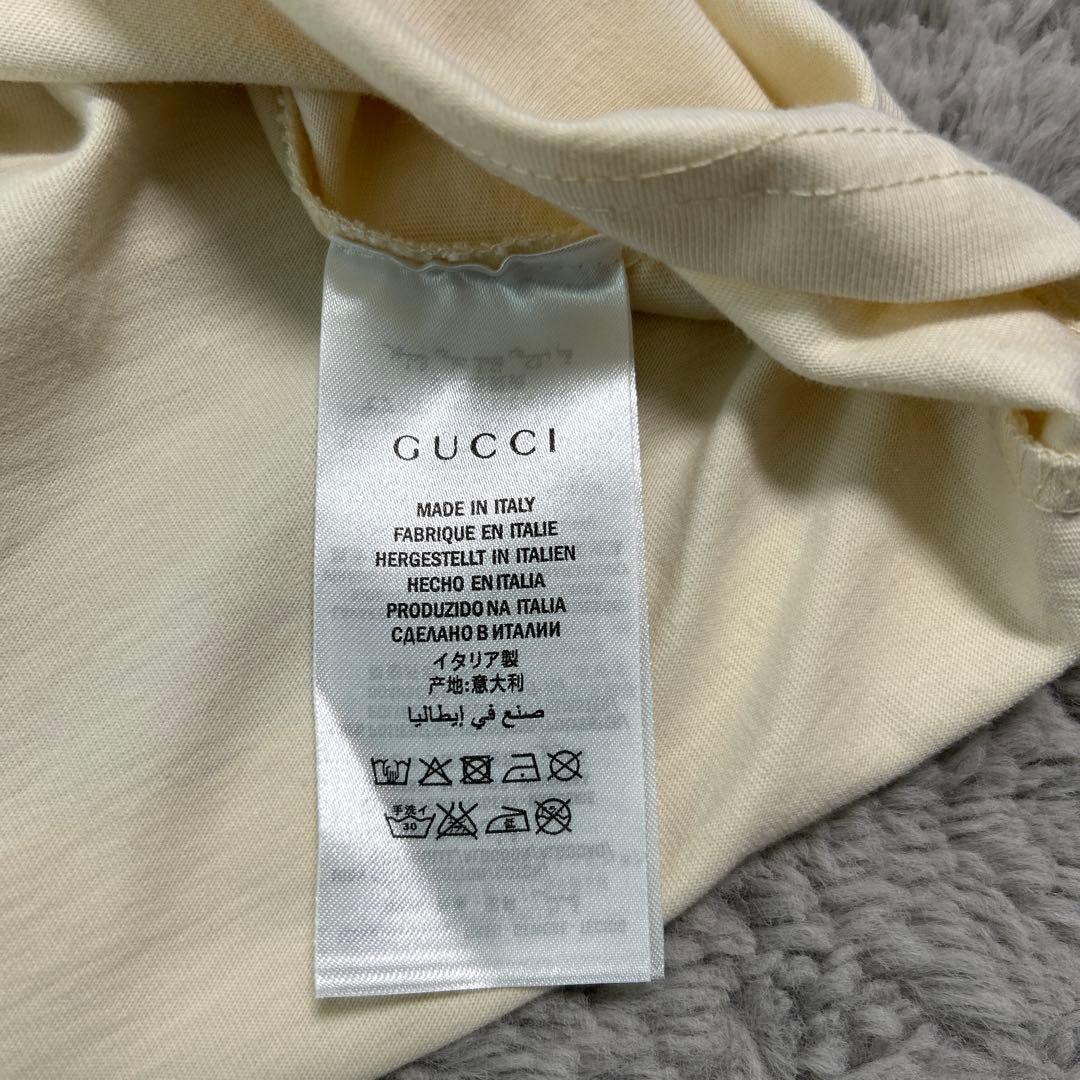 GUCCI
MADE IN ITALY
FABRIQUE EN ITALIE
HERGESTELLT IN ITALIEN
HECHO EN ITALIA
PRODUZIDO NA ITALIA
СДЕЛАНО В ИТАЛИИ
イタリア製
产地:意大利
صنع في إيطاليا
手洗イ
30 低